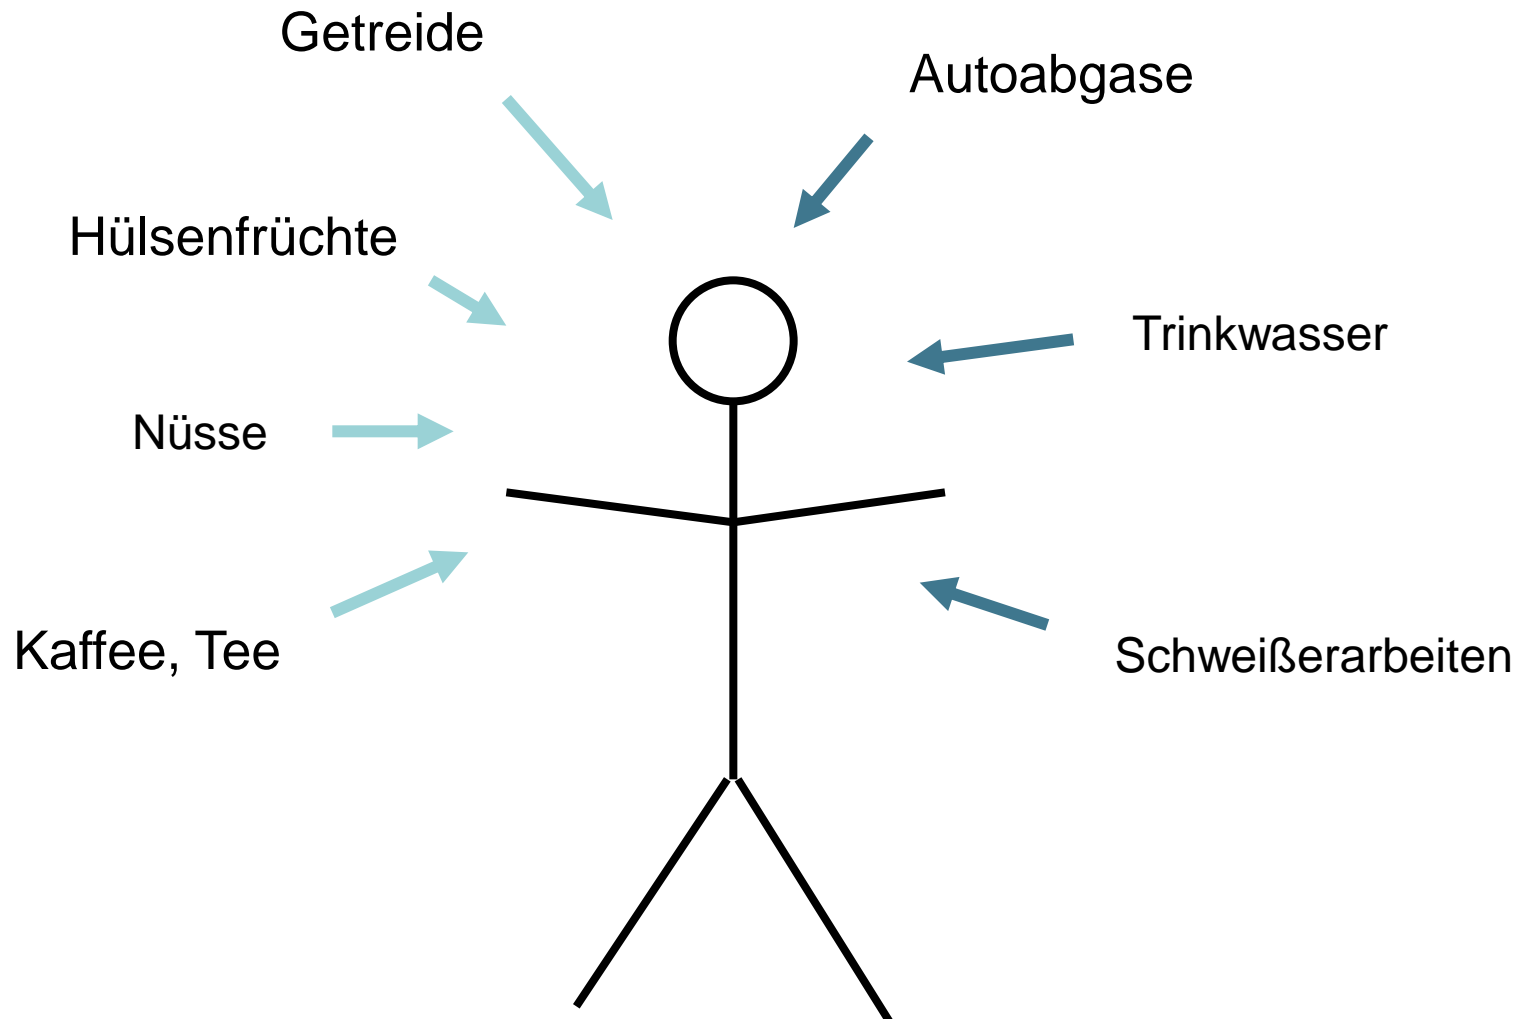 Getreide
Autoabgase
Hülsenfrüchte
Trinkwasser
Nüsse
Kaffee, Tee
Schweißerarbeiten